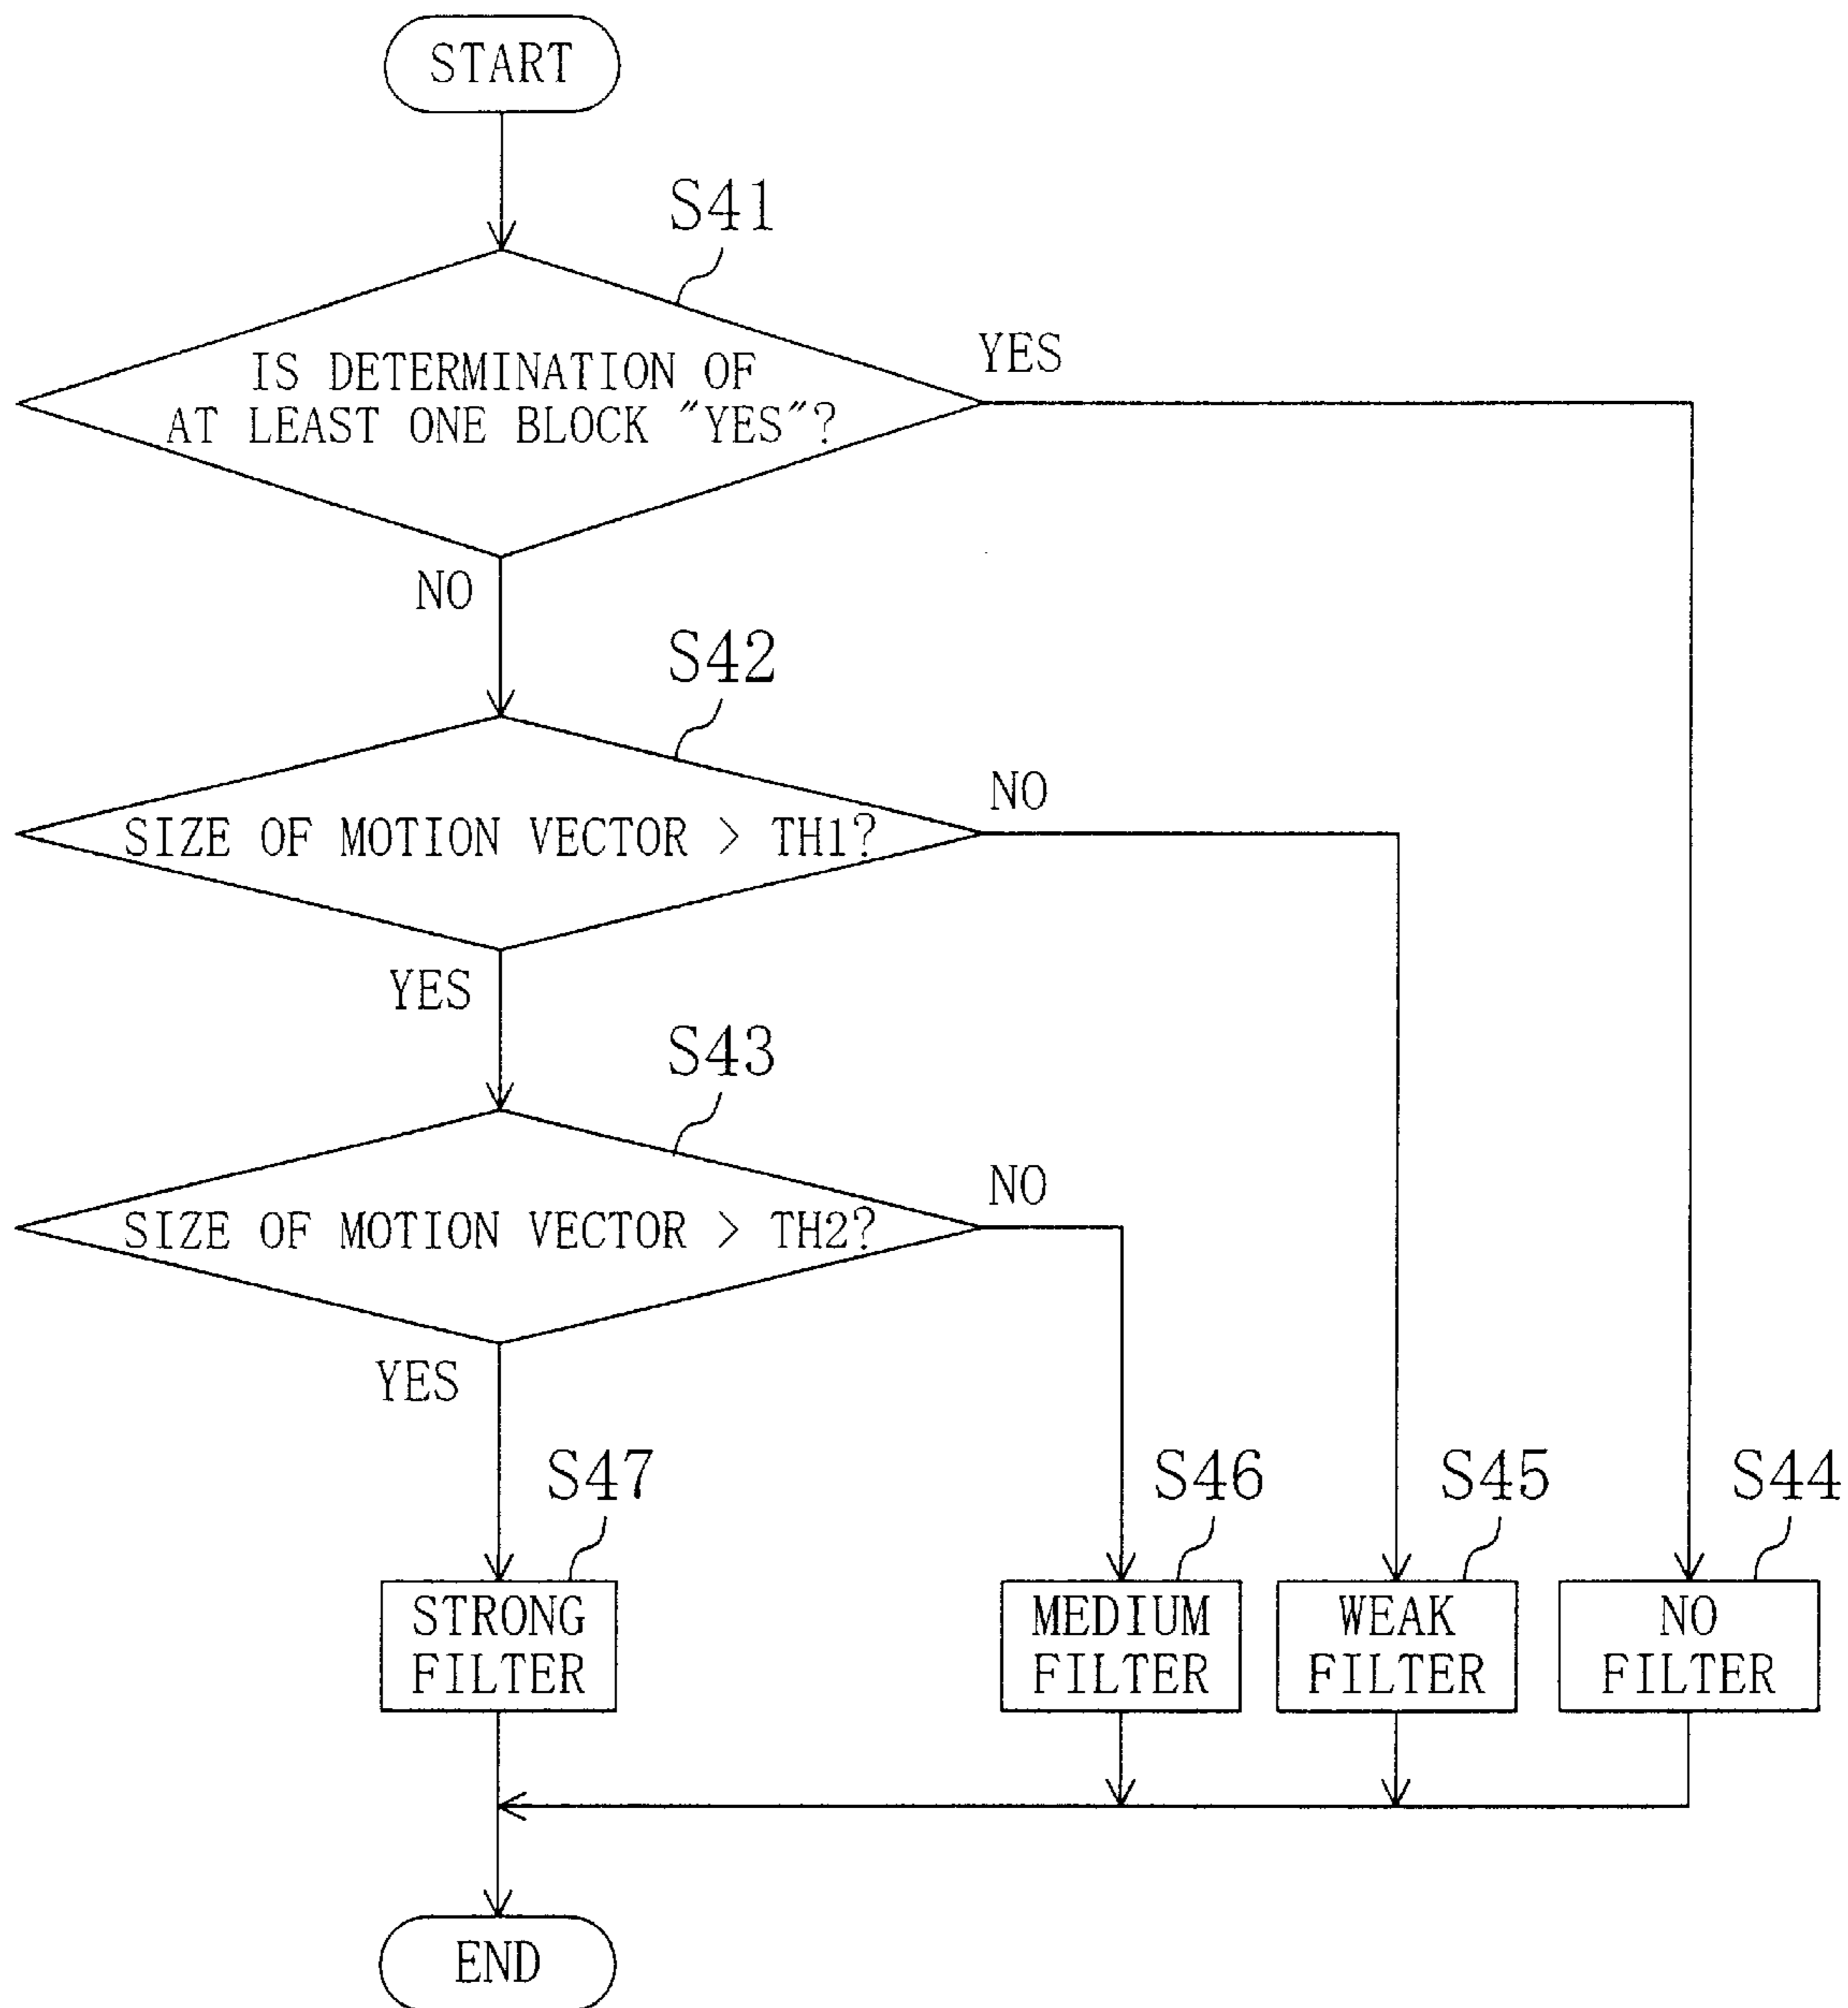 START
S41
IS DETERMINATION OF
AT LEAST ONE BLOCK "YES"?
YES
NO
S42
SIZE OF MOTION VECTOR > TH1?
NO
YES
S43
SIZE OF MOTION VECTOR > TH2?
NO
YES
S47
STRONG
FILTER
S46
MEDIUM
FILTER
S45
WEAK
FILTER
S44
NO
FILTER
END